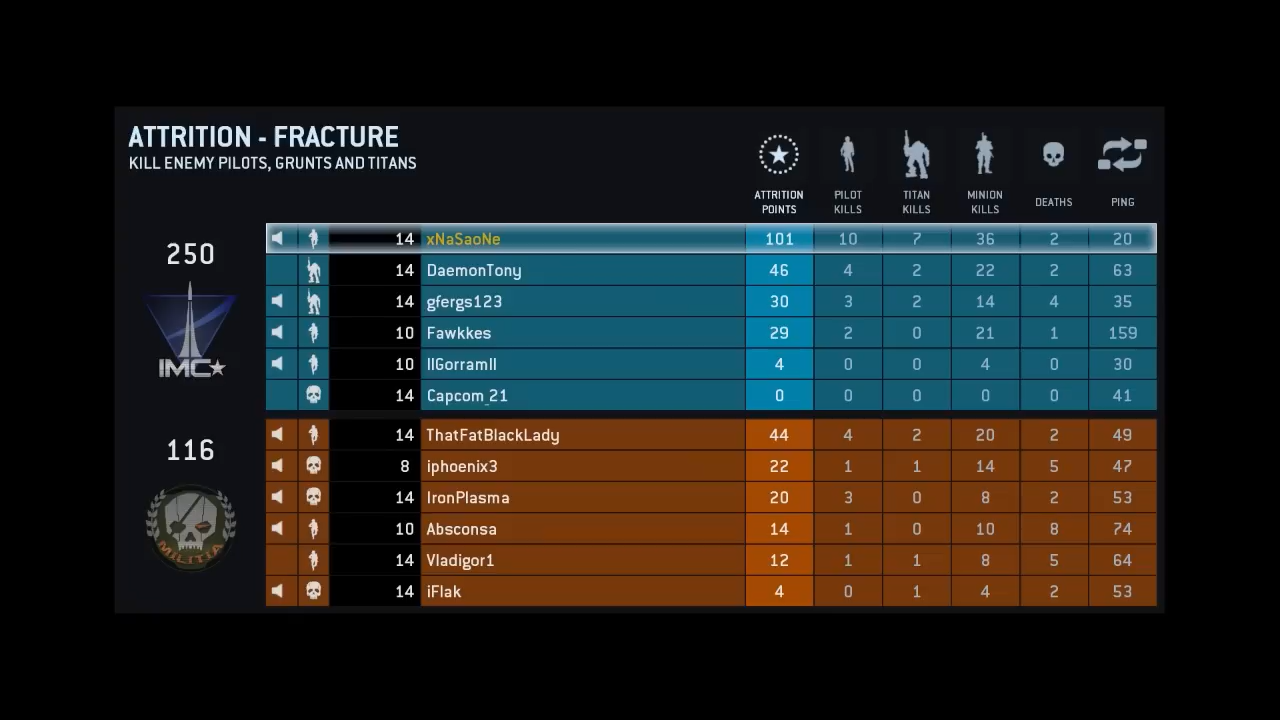 ATTRITION - FRACTURE
KILL ENEMY PILOTS, GRUNTS AND TITANS
ATTRITION POINTS PILOT KILLS TITAN KILLS MINION KILLS DEATHS PING
250
IMC
14 xNaSaoNe 101 10 7 36 2 20
14 DaemonTony 46 4 2 22 2 63
14 gfergs123 30 3 2 14 4 35
10 Fawkkes 29 2 0 21 1 159
10 IIGorramII 4 0 0 4 0 30
14 Capcom_21 0 0 0 0 0 41
116
MILITIA
14 ThatFatBlackLady 44 4 2 20 2 49
8 iphoenix3 22 1 1 14 5 47
14 IronPlasma 20 3 0 8 2 53
10 Absconsa 14 1 0 10 8 74
14 Vladigor1 12 1 1 8 5 64
14 iFlak 4 0 1 4 2 53